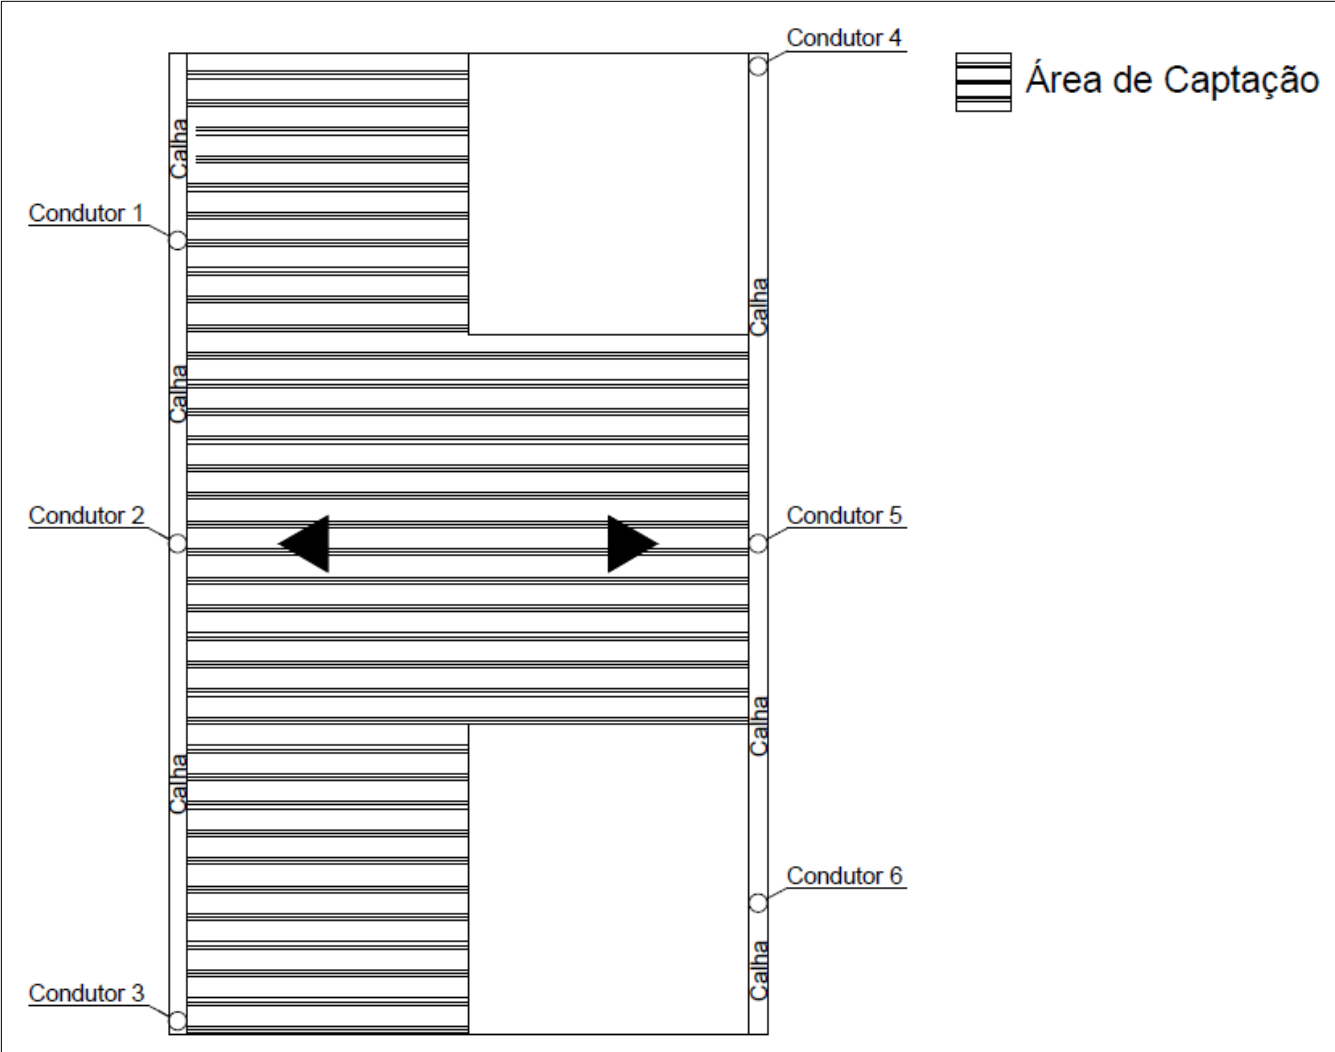 Condutor 4
Área de Captação
Calha
Condutor 1
Calha
Calha
Condutor 2
Condutor 5
Calha
Calha
Condutor 6
Calha
Condutor 3